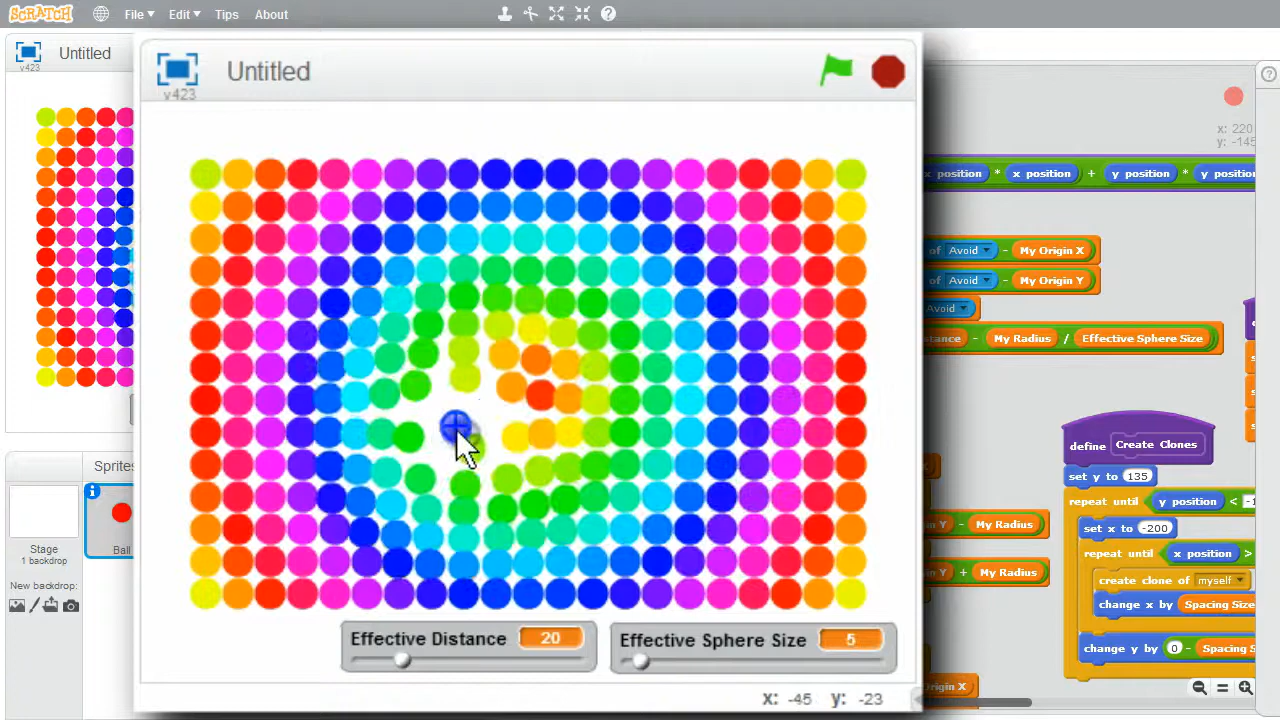 SCRATCH File Edit Tips About
Untitled
v423
Untitled
v423
x: 220
y: -145
x position * x position + y position * y position
of Avoid - My Origin X
of Avoid - My Origin Y
Avoid
- My Radius / Effective Sphere Size
define Create Clones
set y to 135
repeat until y position <
set x to -200
repeat until x position >
create clone of myself
change x by Spacing Size
change y by 0 -
- My Radius
+ My Radius
Origin X
Effective Distance 20
Effective Sphere Size 5
x: -45 y: -23
Sprites
Stage
1 backdrop
Ball
New backdrop: